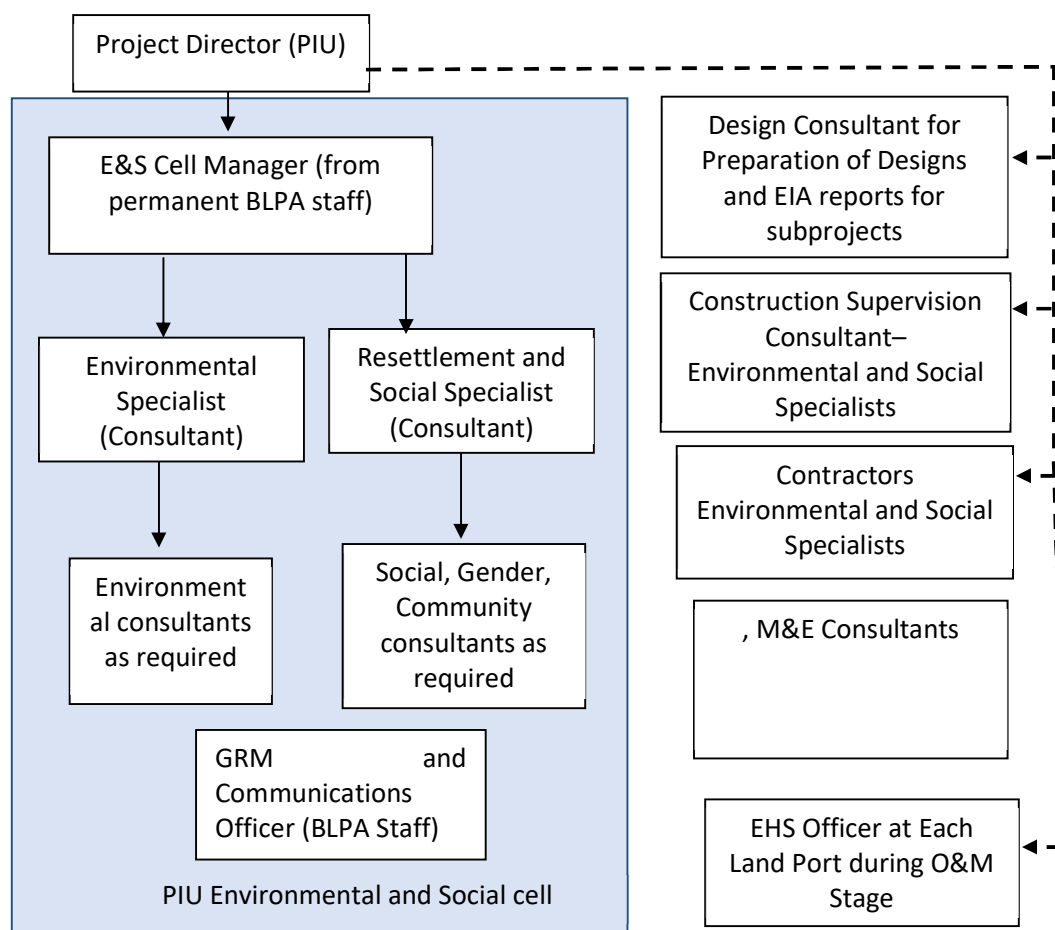 Project Director (PIU)
E&S Cell Manager (from
permanent BLPA staff)
Environmental
Specialist
(Consultant)
Resettlement and
Social Specialist
(Consultant)
Environment
al consultants
as required
Social, Gender,
Community
consultants as
required
GRM and
Communications
Officer (BLPA Staff)
PIU Environmental and Social cell
Design Consultant for
Preparation of Designs
and EIA reports for
subprojects
Construction Supervision
Consultant–
Environmental and Social
Specialists
Contractors
Environmental and Social
Specialists
, M&E Consultants
EHS Officer at Each
Land Port during O&M
Stage